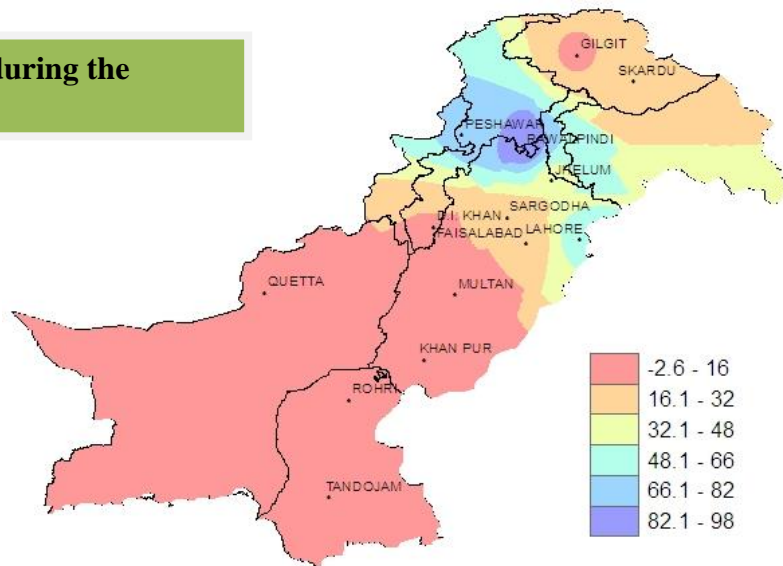 during the
GILGIT
SKARDU
PESHAWAR
RAWALPINDI
JHELUM
SARGODHA
D.I. KHAN
FAISALABAD
LAHORE
QUETTA
MULTAN
KHAN PUR
ROHRI
TANDOJAM
-2.6 - 16
16.1 - 32
32.1 - 48
48.1 - 66
66.1 - 82
82.1 - 98